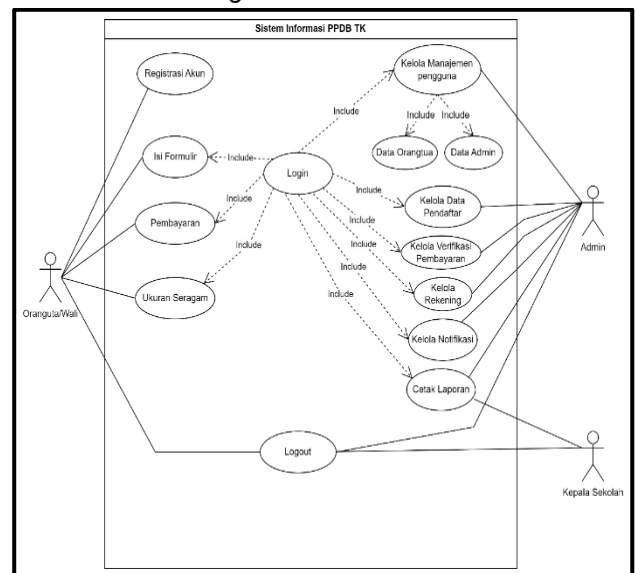 Sistem Informasi PPDB TK
Registrasi Akun
Kelola Manajemen
pengguna
Include
Include
Include
Isi Formulir
Include
Login
Data Orangtua
Data Admin
Include
Include
Pembayaran
Kelola Data
Pendaftar
Include
Include
Kelola Verifikasi
Pembayaran
Include
Include
Admin
Oranguta/Wali
Ukuran Seragam
Include
Kelola
Rekening
Kelola Notifikasi
Cetak Laporan
Logout
Kepala Sekolah